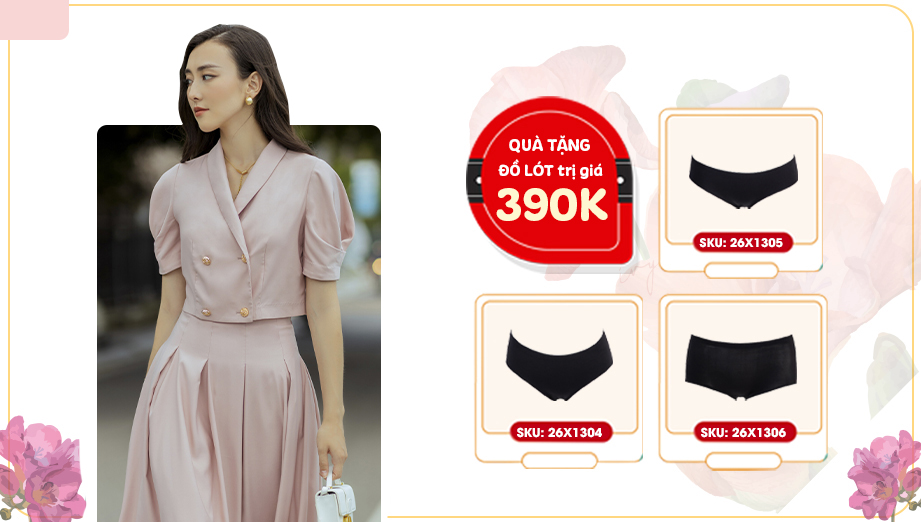 QUÀ TẶNG
ĐỒ LÓT trị giá
390K
SKU: 26X1305
SKU: 26X1304
SKU: 26X1306